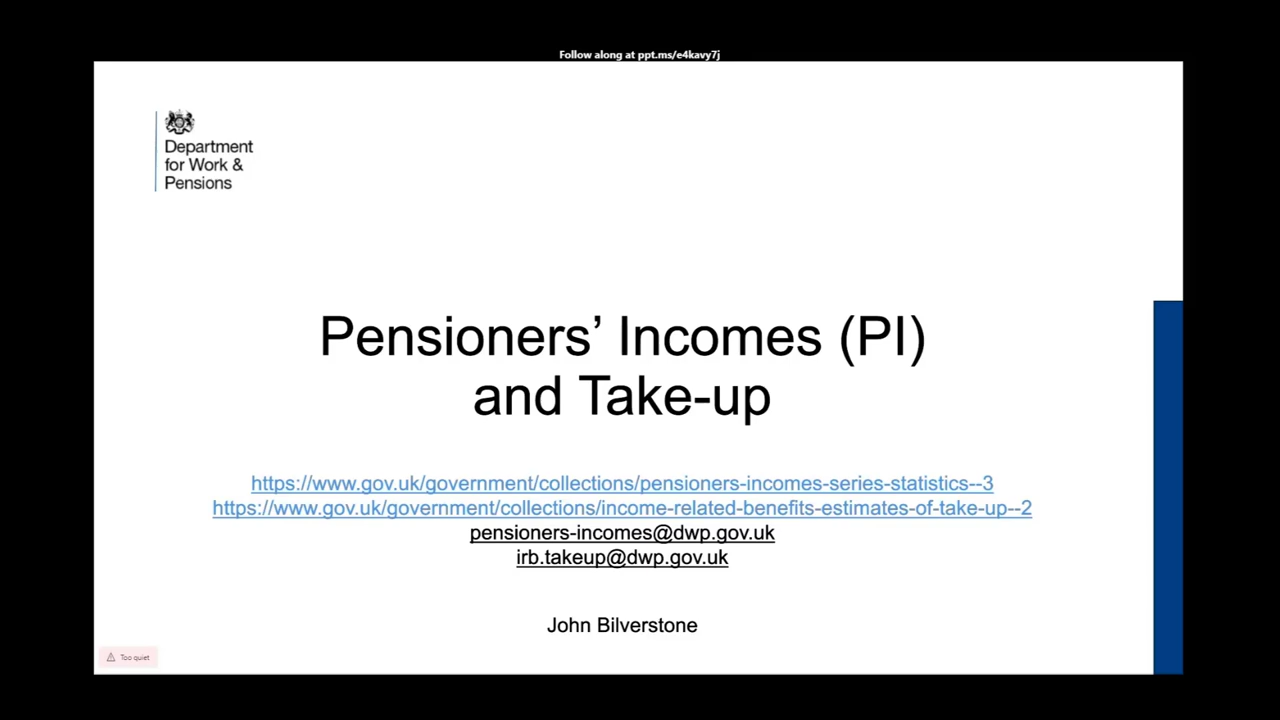 Follow along at ppt.ms/e4kavy7j
Department
for Work &
Pensions
Pensioners’ Incomes (PI)
and Take-up
https://www.gov.uk/government/collections/pensioners-incomes-series-statistics--3
https://www.gov.uk/government/collections/income-related-benefits-estimates-of-take-up--2
pensioners-incomes@dwp.gov.uk
irb.takeup@dwp.gov.uk
John Bilverstone
Too quiet